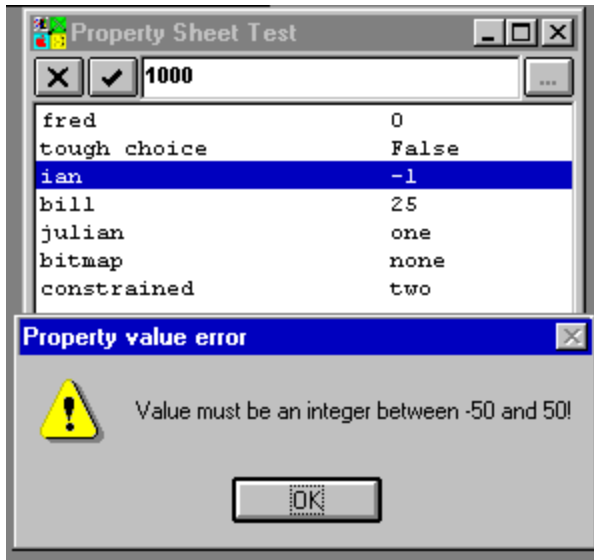 Property Sheet Test
1000
...
fred 0
tough choice False
ian -1
bill 25
julian one
bitmap none
constrained two
Property value error
Value must be an integer between -50 and 50!
OK